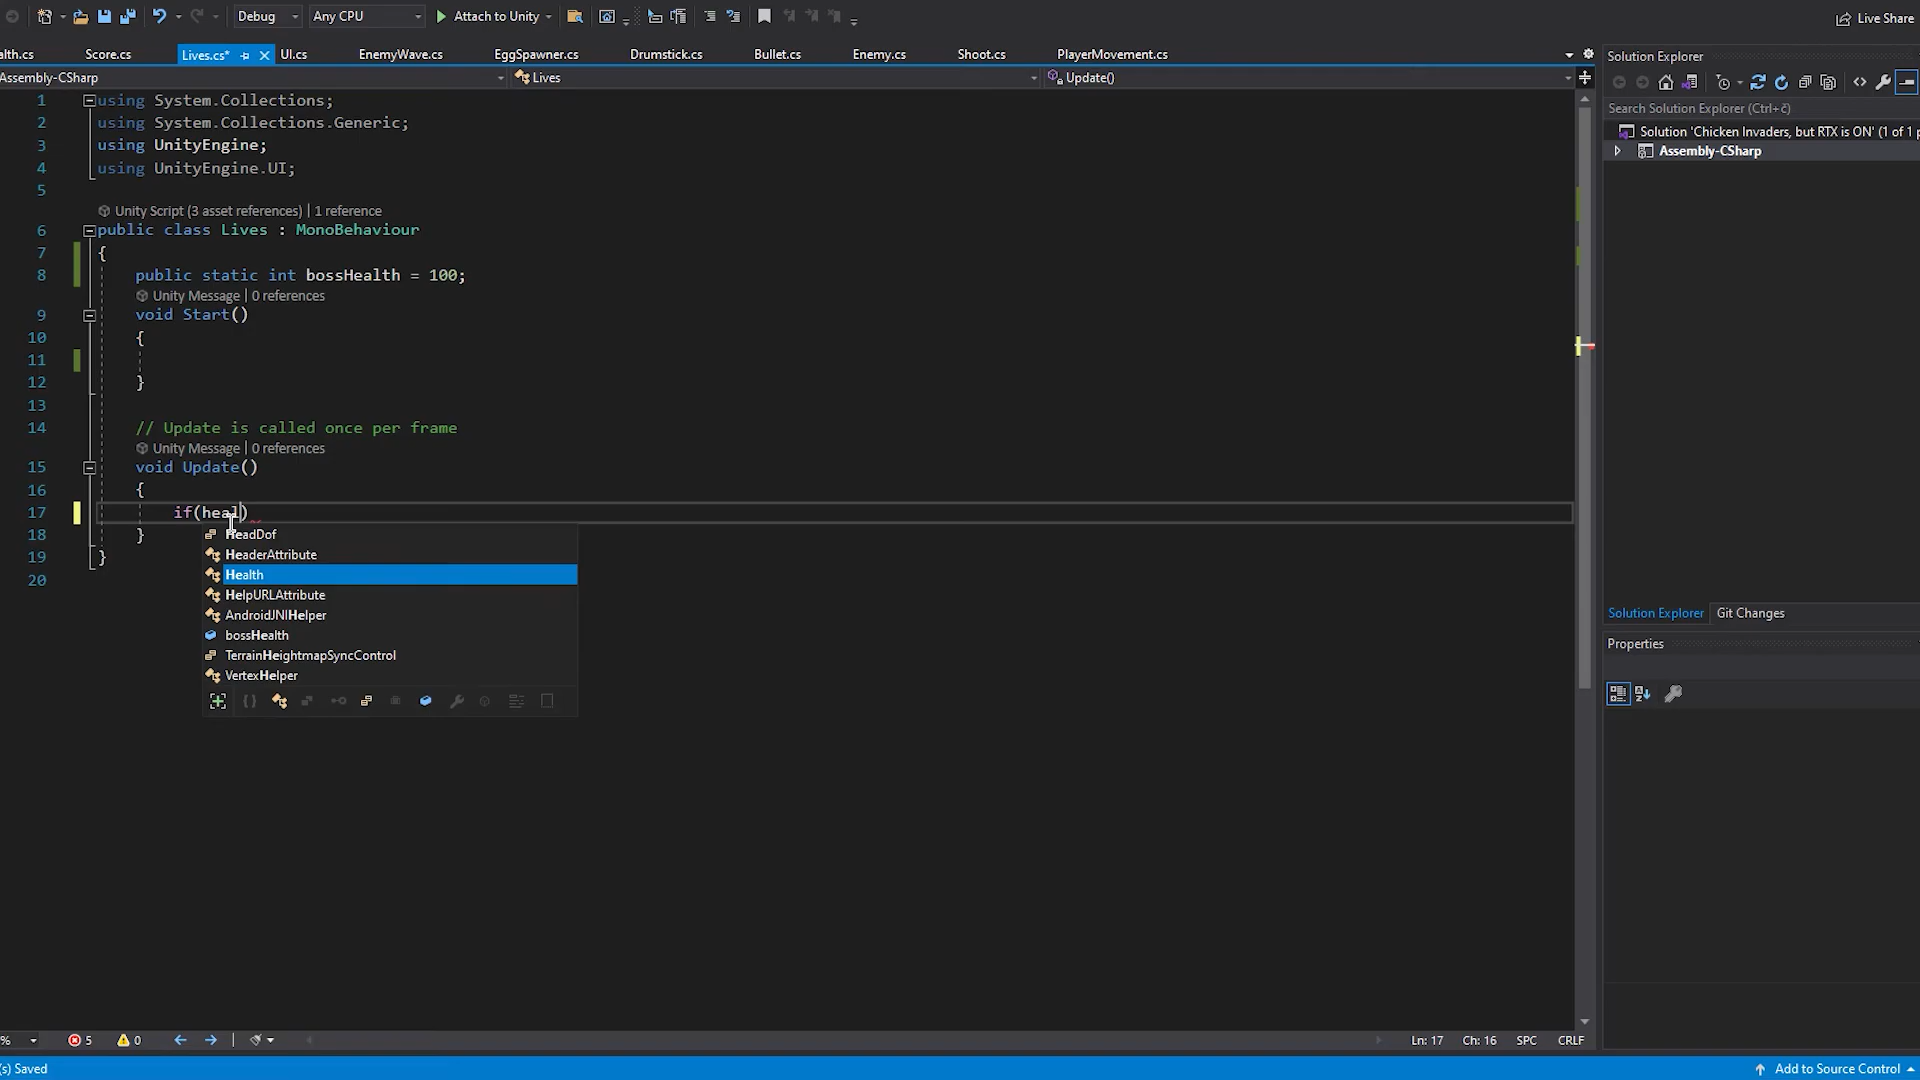 Debug
Any CPU
Attach to Unity
Live Share
alth.cs
Score.cs
Lives.cs*
UI.cs
EnemyWave.cs
EggSpawner.cs
Drumstick.cs
Bullet.cs
Enemy.cs
Shoot.cs
PlayerMovement.cs
Assembly-CSharp
Lives
Update()
1 using System.Collections;
2 using System.Collections.Generic;
3 using UnityEngine;
4 using UnityEngine.UI;
5
Unity Script (3 asset references) | 1 reference
6 public class Lives : MonoBehaviour
7 {
8 public static int bossHealth = 100;
Unity Message | 0 references
9 void Start()
10 {
11
12 }
13
14 // Update is called once per frame
Unity Message | 0 references
15 void Update()
16 {
17 if(heal)
18 }
19 }
20
HeadDof
HeaderAttribute
Health
HelpURLAttribute
AndroidJNIHelper
bossHealth
TerrainHeightmapSyncControl
VertexHelper
Solution Explorer
Search Solution Explorer (Ctrl+č)
Solution 'Chicken Invaders, but RTX is ON' (1 of 1 p
Assembly-CSharp
Solution Explorer
Git Changes
Properties
%
5
0
Ln: 17
Ch: 16
SPC
CRLF
(s) Saved
Add to Source Control